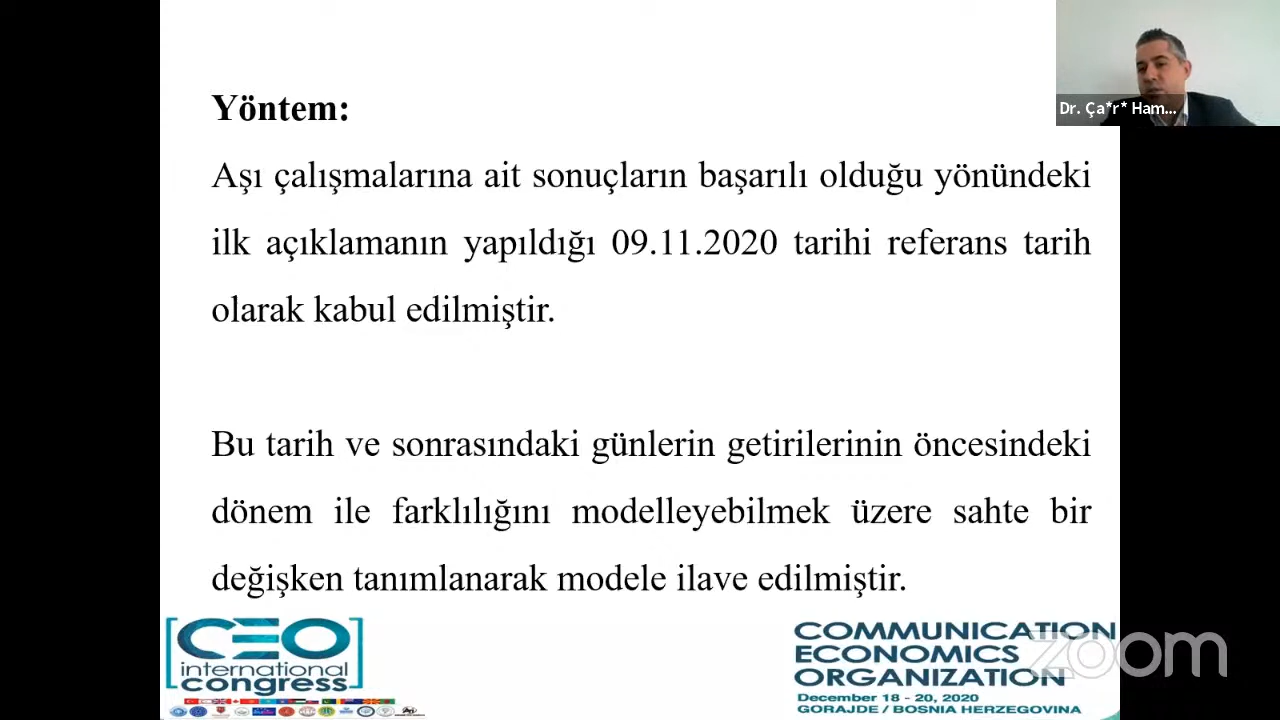 Yöntem:
Aşı çalışmalarına ait sonuçların başarılı olduğu yönündeki
ilk açıklamanın yapıldığı 09.11.2020 tarihi referans tarih
olarak kabul edilmiştir.
Bu tarih ve sonrasındaki günlerin getirilerinin öncesindeki
dönem ile farklılığını modelleyebilmek üzere sahte bir
değişken tanımlanarak modele ilave edilmiştir.
Dr. Ça*r* Ham...
CEO
international
congress
COMMUNICATION
ECONOMICS
ORGANIZATION
December 18 - 20, 2020
GORAJDE / BOSNIA HERZEGOVINA
zoom